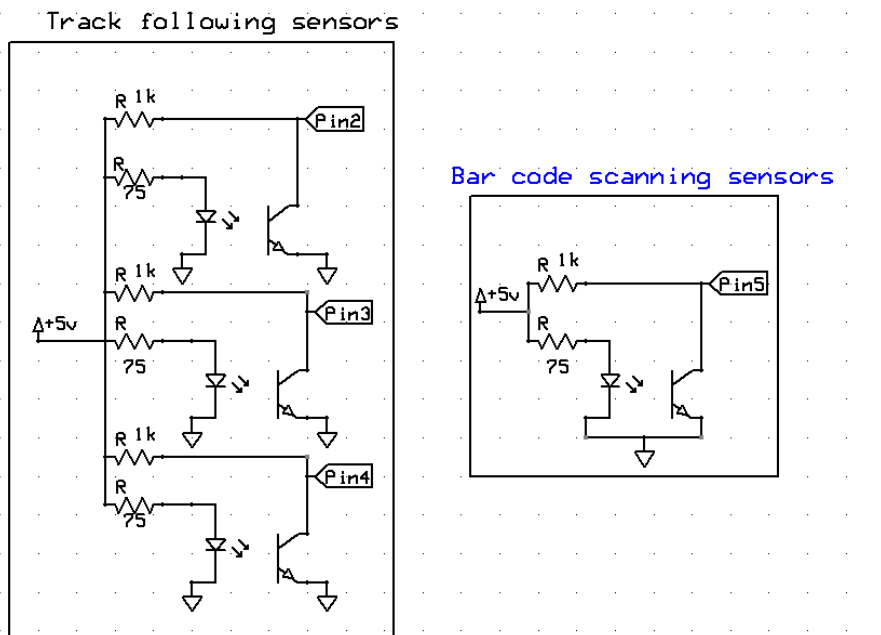 Track following sensors
R 1k
Pin2
R
75
R 1k
Pin3
+5v
R
75
R 1k
Pin4
R
75
Bar code scanning sensors
R 1k
Pin5
+5v
R
75